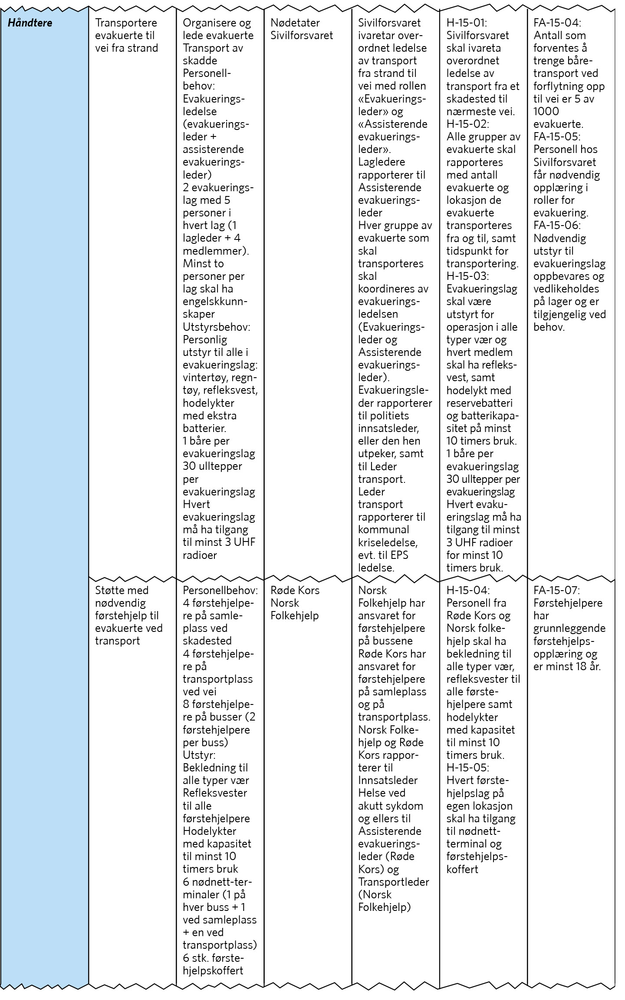 Håndtere
Transportere
evakuerte til
vei fra strand
Organisere og
lede evakuerte
Transport av
skadde
Personell-
behov:
Evakuerings-
ledelse
(evakuerings-
leder +
assisterende
evakuerings-
leder)
2 evakuerings-
lag med 5
personer i
hvert lag (1
lagleder + 4
medlemmer).
Minst to
personer per
lag skal ha
engelskkunn-
skaper
Utstyrsbehov:
Personlig
utstyr til alle i
evakueringslag:
vintertøy, regn-
tøy, refleksvest,
hodelykter
med ekstra
batterier.
1 båre per
evakueringslag
30 ulltepper
per
evakueringslag
Hvert
evakueringslag
må ha tilgang
til minst 3 UHF
radioer
Nødetater
Sivilforsvaret
Sivilforsvaret
ivaretar over-
ordnet ledelse
av transport
fra strand til
vei med rollen
«Evakuerings-
leder» og
«Assisterende
evakuerings-
leder».
Lagledere
rapporterer til
Assisterende
evakuerings-
leder
Hver gruppe av
evakuerte som
skal
transporteres
skal
koordineres av
evakuerings-
ledelsen
(Evakuerings-
leder og
Assisterende
evakuerings-
leder).
Evakueringsle-
der rapporterer
til politiets
innsatsleder,
eller den hen
utpeker, samt
til Leder
transport.
Leder
transport
rapporterer til
kommunal
kriseledelse,
evt. til EPS
ledelse.
H-15-01:
Sivilforsvaret
skal ivareta
overordnet
ledelse av
transport fra et
skadested til
nærmeste vei.
H-15-02:
Alle grupper av
evakuerte skal
rapporteres
med antall
evakuerte og
lokasjon de
evakuerte
transporteres
fra og til, samt
tidspunkt for
transportering.
H-15-03:
Evakueringslag
skal være
utstyrt for
operasjon i alle
typer vær og
hvert medlem
skal ha refleks-
vest, samt
hodelykt med
reservebatteri
og batterikapa-
sitet på minst
10 timers bruk.
1 båre per
evakueringslag
30 ulltepper per
evakueringslag
Hvert evaku-
eringslag må ha
tilgang til minst
3 UHF radioer
for minst 10
timers bruk.
FA-15-04:
Antall som
forventes å
trenge båre-
transport ved
forflytning opp
til vei er 5 av
1000
evakuerte.
FA-15-05:
Personell hos
Sivilforsvaret
får nødvendig
opplæring i
roller for
evakuering.
FA-15-06:
Nødvendig
utstyr til
evakueringslag
oppbevares og
vedlikeholdes
på lager og er
tilgjengelig ved
behov.
Støtte med
nødvendig
førstehjelp til
evakuerte ved
transport
Personellbehov:
4 førstehjelpe-
re på samle-
plass ved
skadested
4 førstehjelpe-
re på
transportplass
ved vei
8 førstehjelpe-
re på busser (2
førstehjelpere
per buss)
Utstyr:
Bekledning til
alle typer vær
Refleksvester
til alle
førstehjelpere
Hodelykter
med kapasitet
til minst 10
timers bruk
6 nødnett-ter-
minaler (1 på
hver buss + 1
ved samleplass
+ en ved
transportplass)
6 stk. første-
hjelpskoffert
Røde Kors
Norsk
Folkehjelp
Norsk
Folkehjelp har
ansvaret for
førstehjelpere
på bussene
Røde Kors har
ansvaret for
førstehjelpere
på samleplass
og på
transportplass.
Norsk Folke-
hjelp og Røde
Kors rappor-
terer til
Innsatsleder
Helse ved
akutt sykdom
og ellers til
Assisterende
evakuerings-
leder (Røde
Kors) og
Transportleder
(Norsk
Folkehjelp)
H-15-04:
Personell fra
Røde Kors og
Norsk folke-
hjelp skal ha
bekledning til
alle typer vær,
refleksvester til
alle første-
hjelpere samt
hodelykter
med kapasitet
til minst 10
timers bruk.
H-15-05:
Hvert første-
hjelpslag på
egen lokasjon
skal ha tilgang
til nødnett-
terminal og
førstehjelps-
koffert
FA-15-07:
Førstehjelpere
har
grunnleggende
førstehjelps-
opplæring og
er minst 18 år.